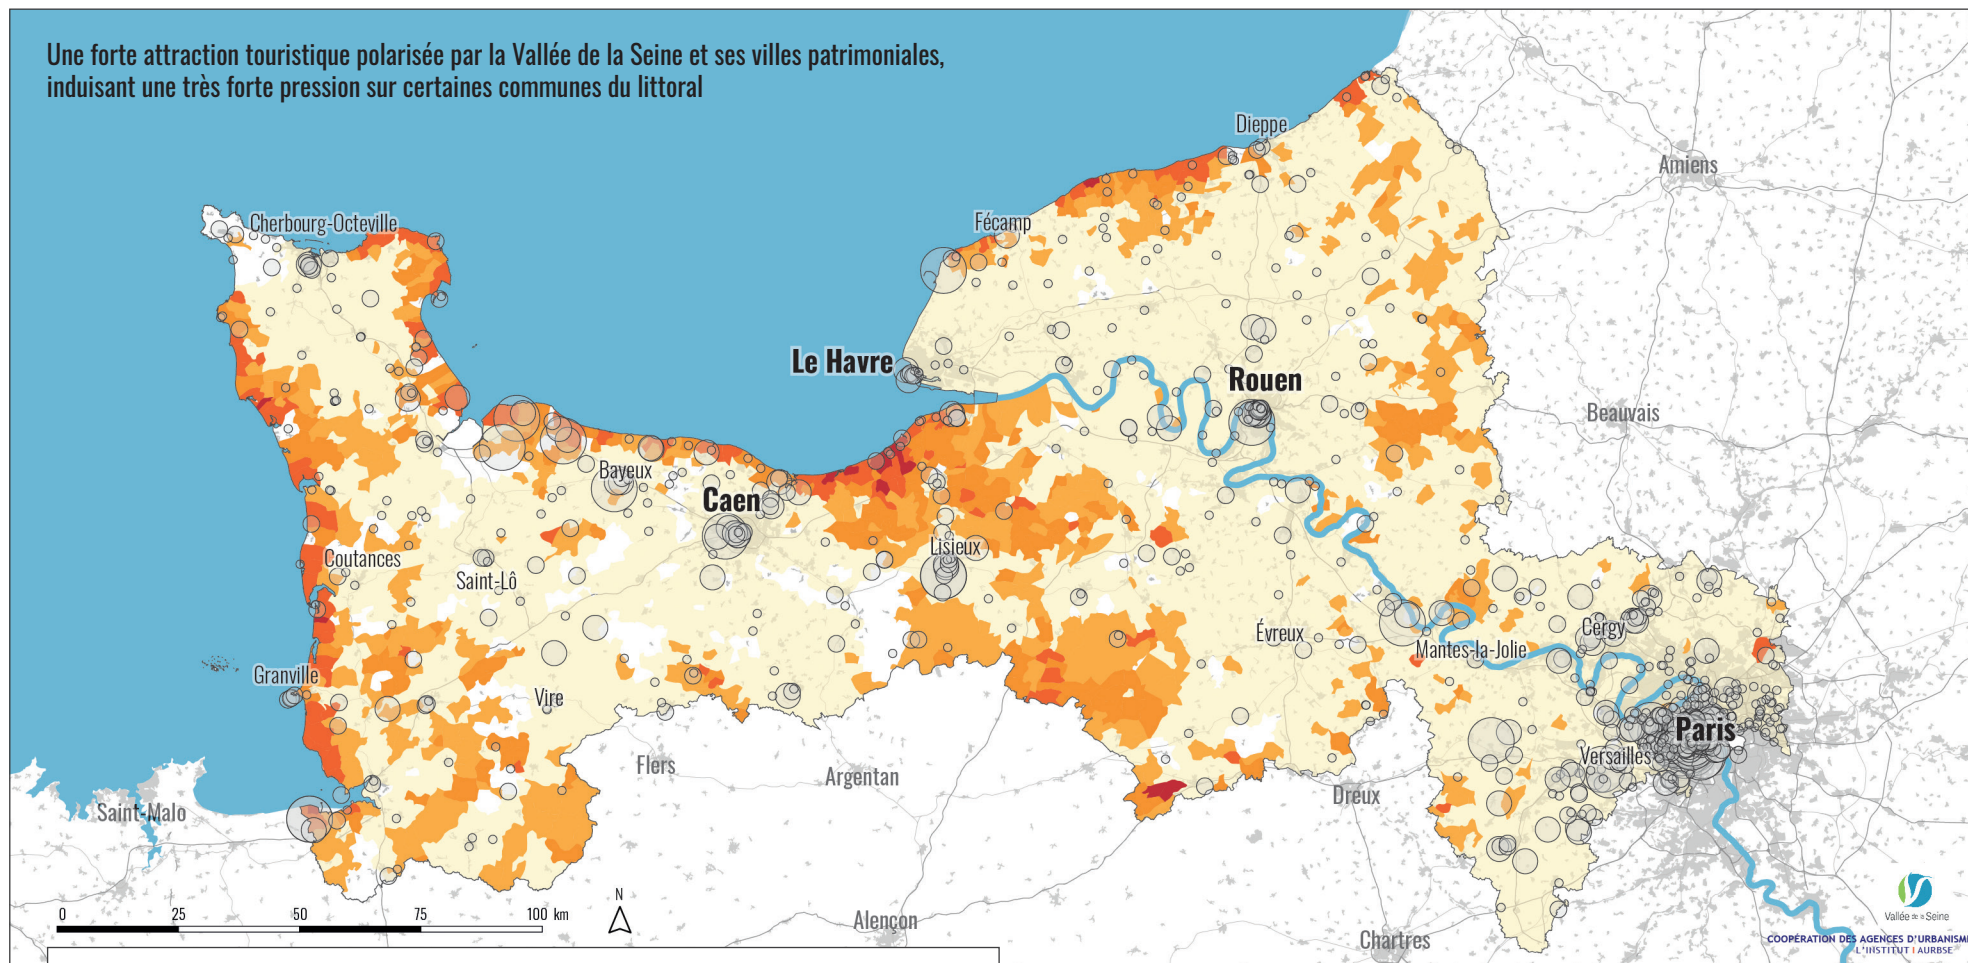 Une forte attraction touristique polarisée par la Vallée de la Seine et ses villes patrimoniales,
induisant une très forte pression sur certaines communes du littoral
Dieppe
Amiens
Cherbourg-Octeville
Fécamp
Le Havre
Rouen
Beauvais
Bayeux
Caen
Lisieux
Coutances
Saint-Lô
Évreux
Cergy
Mantes-la-Jolie
Granville
Vire
Paris
Versailles
Flers
Argentan
Dreux
Saint-Malo
Alençon
Chartres
0 25 50 75 100 km
N
Vallée de la Seine
COOPÉRATION DES AGENCES D'URBANISME
L'INSTITUT | AURBSE